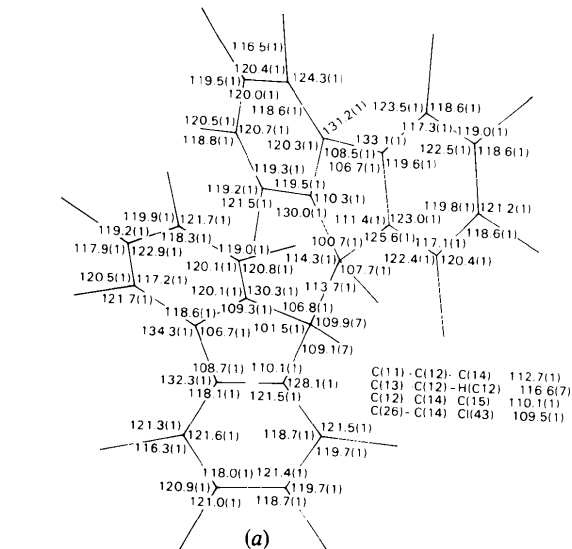 116.5(1)
120.4(1)
119.5(1) 124.3(1)
120.0(1)
118.6(1) 131.2(1) 123.5(1) 118.6(1)
120.5(1) 120.7(1) 133.1(1) 117.3(1) 119.0(1)
118.8(1) 120.3(1) 108.5(1) 122.5(1) 118.6(1)
106.7(1) 119.6(1)
119.3(1)
119.2(1) 119.5(1) 110.3(1)
121.5(1) 130.0(1) 111.4(1) 123.0(1) 119.8(1) 121.2(1)
119.9(1) 121.7(1) 125.6(1) 117.1(1) 118.6(1)
119.2(1) 118.3(1) 119.0(1) 100.7(1) 122.4(1) 120.4(1)
117.9(1) 122.9(1) 120.1(1) 120.8(1) 114.3(1) 107.7(1)
120.5(1) 117.2(1) 120.1(1) 130.3(1) 113.7(1)
121.7(1) 118.6(1) 109.3(1) 106.8(1)
134.3(1) 106.7(1) 101.5(1) 109.9(7)
109.1(7)
108.7(1) 110.1(1)
132.3(1) 128.1(1)
118.1(1) 121.5(1)
C(11)-C(12)-C(14) 112.7(1)
C(13) C(12)-H(C12) 116 6(7)
C(12) C(14) C(15) 110.1(1)
C(26)-C(14) Cl(43) 109.5(1)
121.3(1) 121.6(1) 118.7(1) 121.5(1)
116.3(1) 119.7(1)
118.0(1) 121.4(1)
120.9(1) 119.7(1)
121.0(1) 118.7(1)
(a)